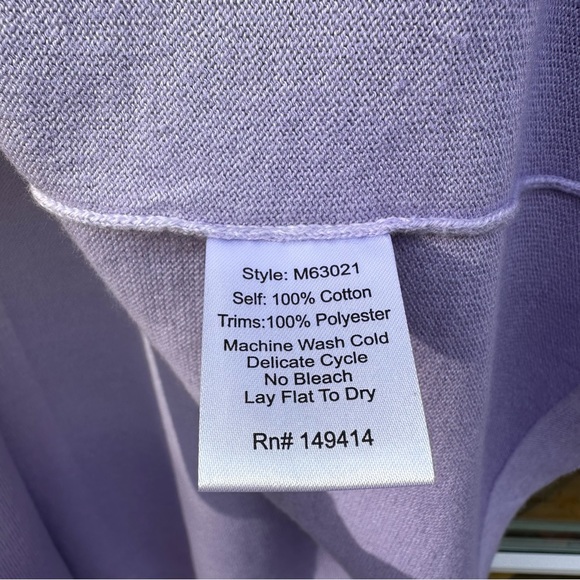 Style: M63021
Self: 100% Cotton
Trims:100% Polyester
Machine Wash Cold
Delicate Cycle
No Bleach
Lay Flat To Dry
Rn# 149414